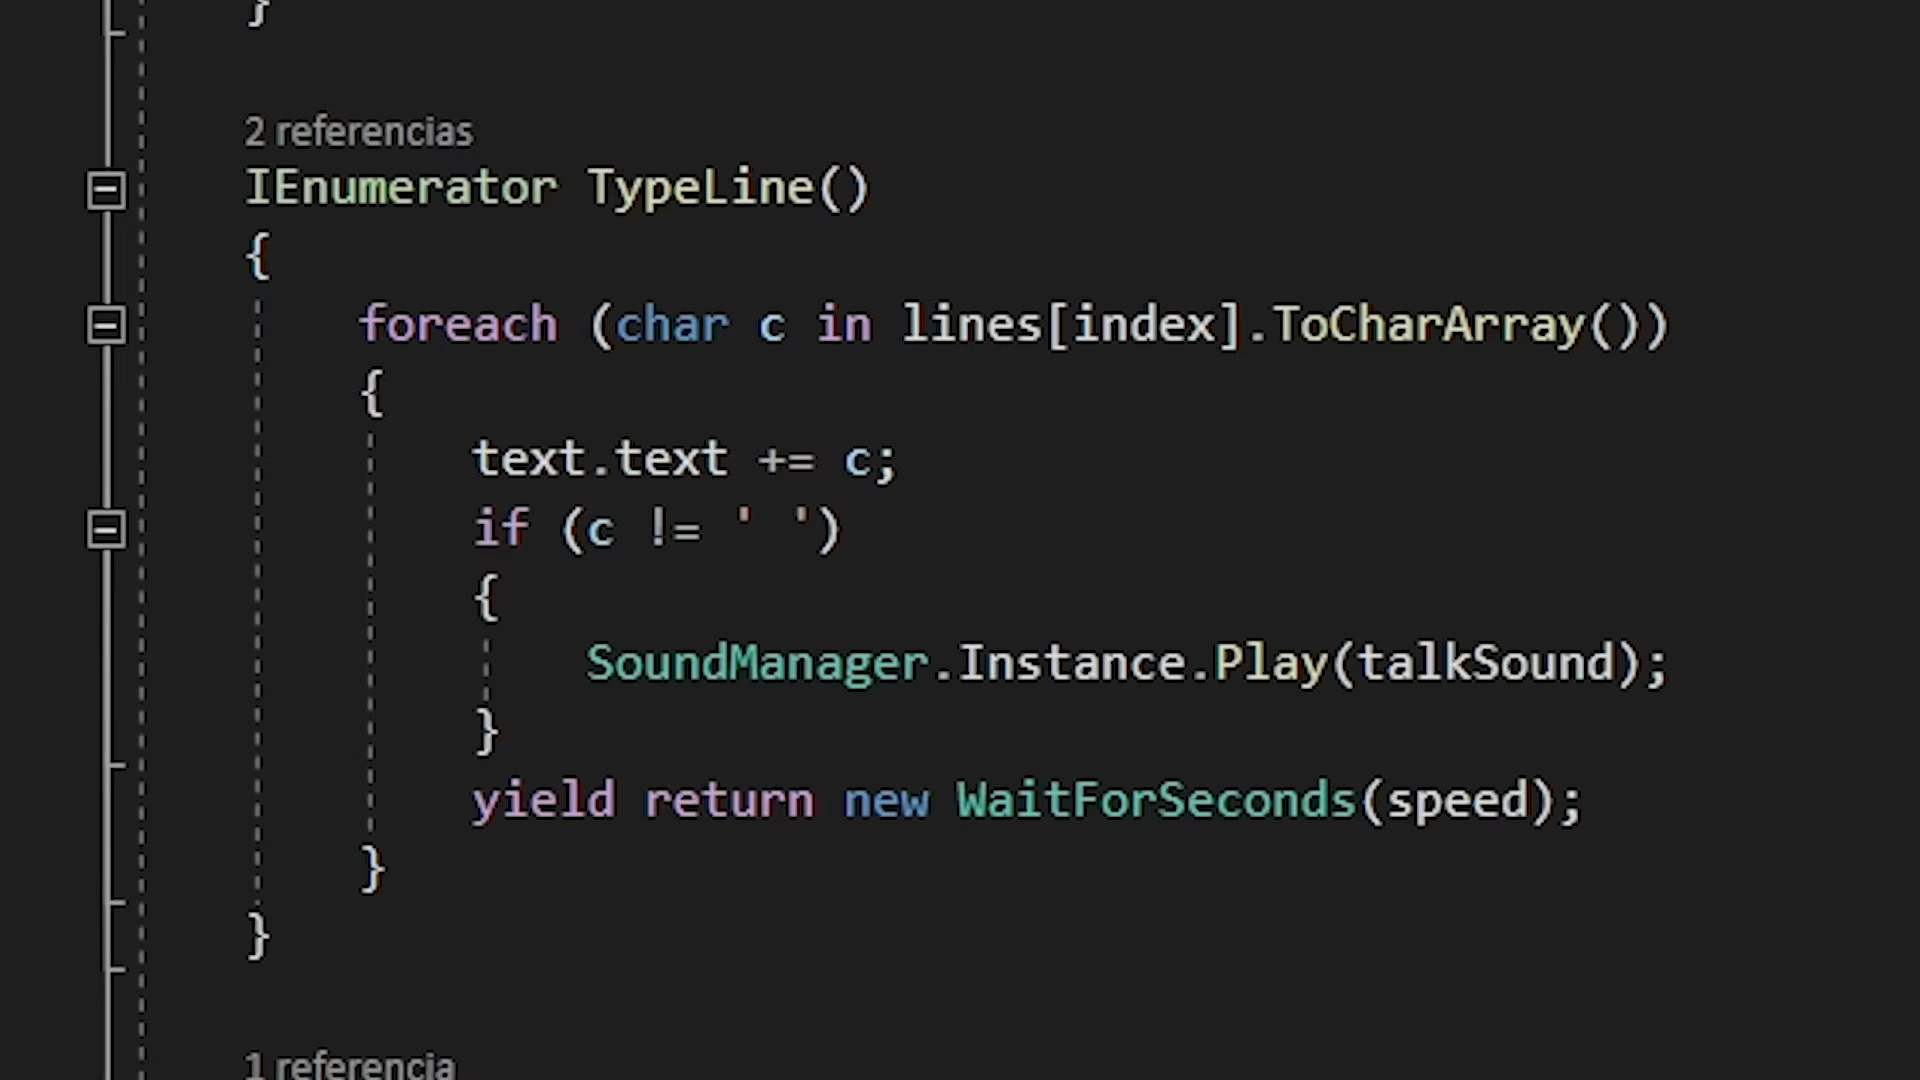 }
2 referencias
IEnumerator TypeLine()
{
foreach (char c in lines[index].ToCharArray())
{
text.text += c;
if (c != ' ')
{
SoundManager.Instance.Play(talkSound);
}
yield return new WaitForSeconds(speed);
}
}
1 referencia